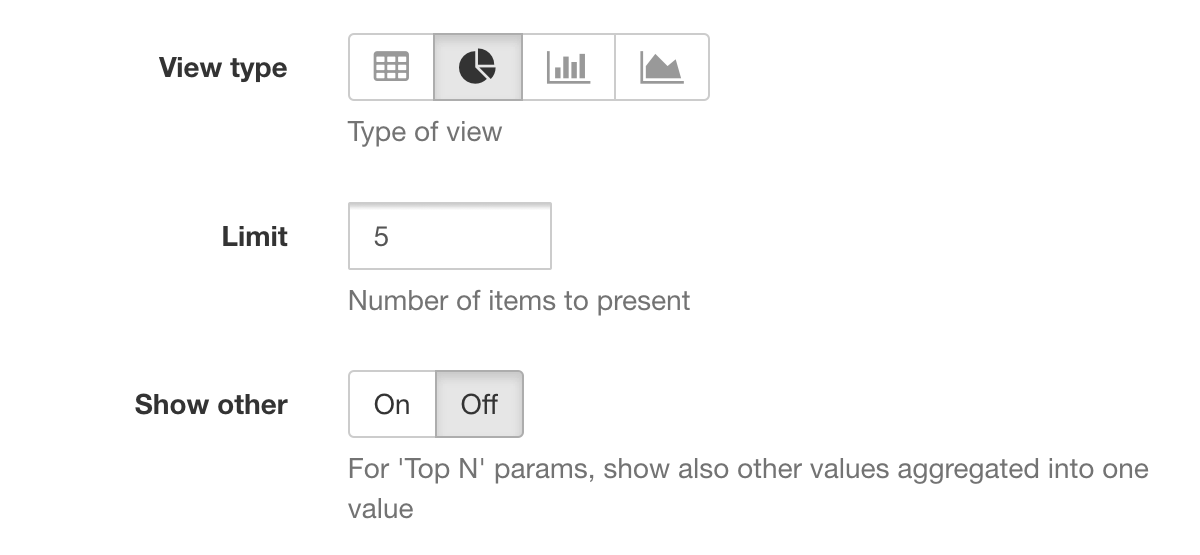 View type
Type of view
Limit
5
Number of items to present
Show other
On
Off
For 'Top N' params, show also other values aggregated into one
value